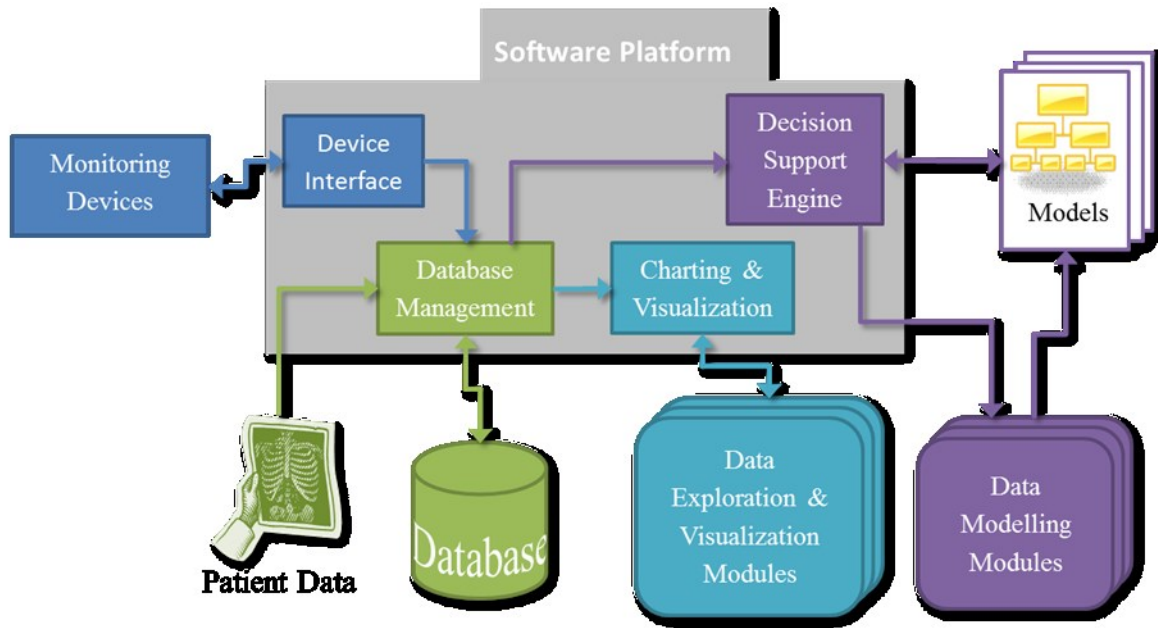 Software Platform
Monitoring
Devices
Device
Interface
Decision
Support
Engine
Models
Database
Management
Charting &
Visualization
Patient Data
Database
Data
Exploration &
Visualization
Modules
Data
Modelling
Modules